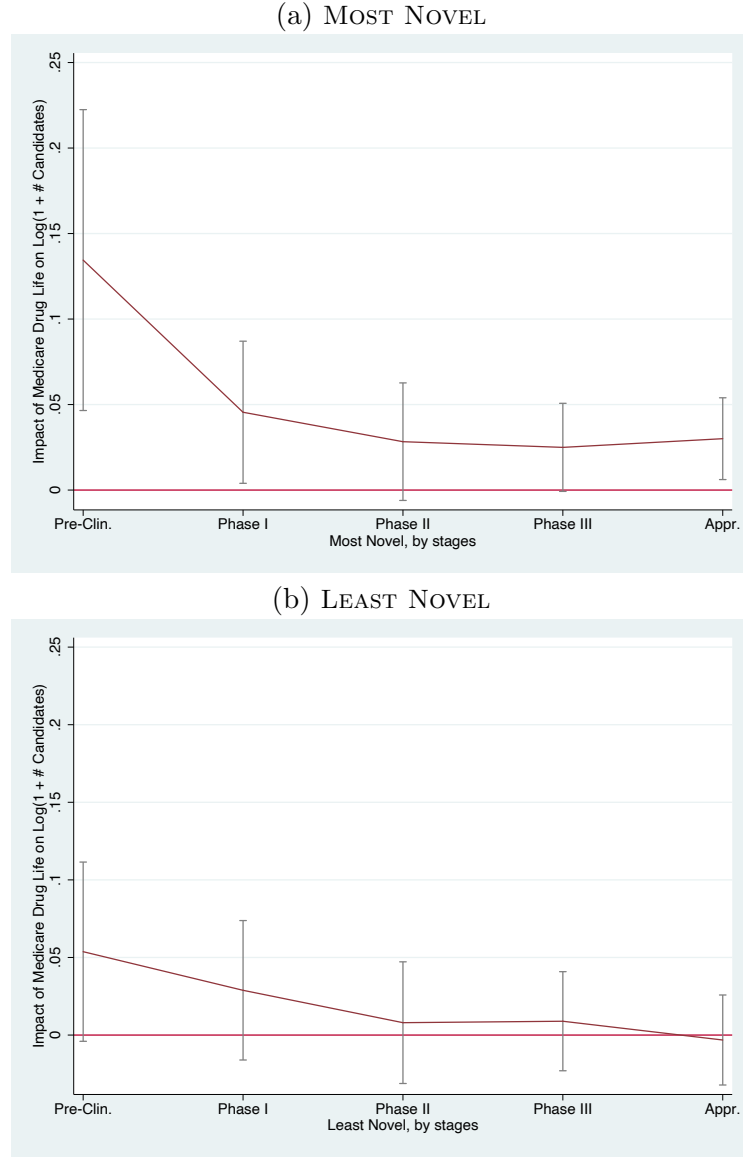 (a) MOST NOVEL
Impact of Medicare Drug Life on Log(1 + # Candidates)
.25
.2
.15
.1
.05
0
Pre-Clin. Phase I Phase II Phase III Appr.
Most Novel, by stages
(b) LEAST NOVEL
Impact of Medicare Drug Life on Log(1 + # Candidates)
.25
.2
.15
.1
.05
0
Pre-Clin. Phase I Phase II Phase III Appr.
Least Novel, by stages